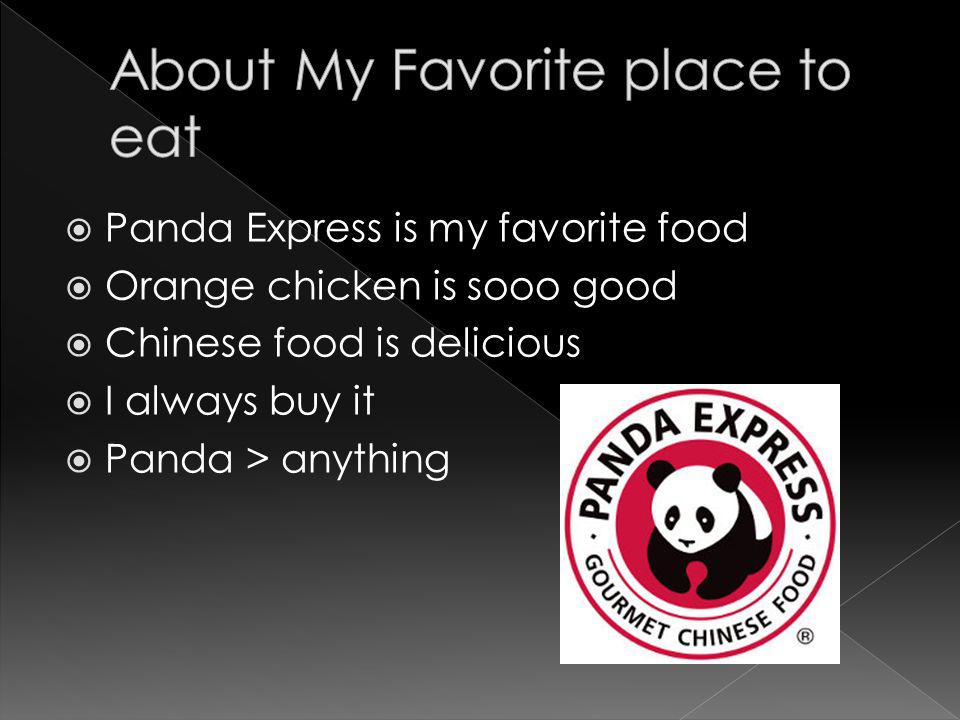 About My Favorite place to
eat
Panda Express is my favorite food
Orange chicken is sooo good
Chinese food is delicious
I always buy it
Panda > anything
PANDA EXPRESS
GOURMET CHINESE FOOD
®